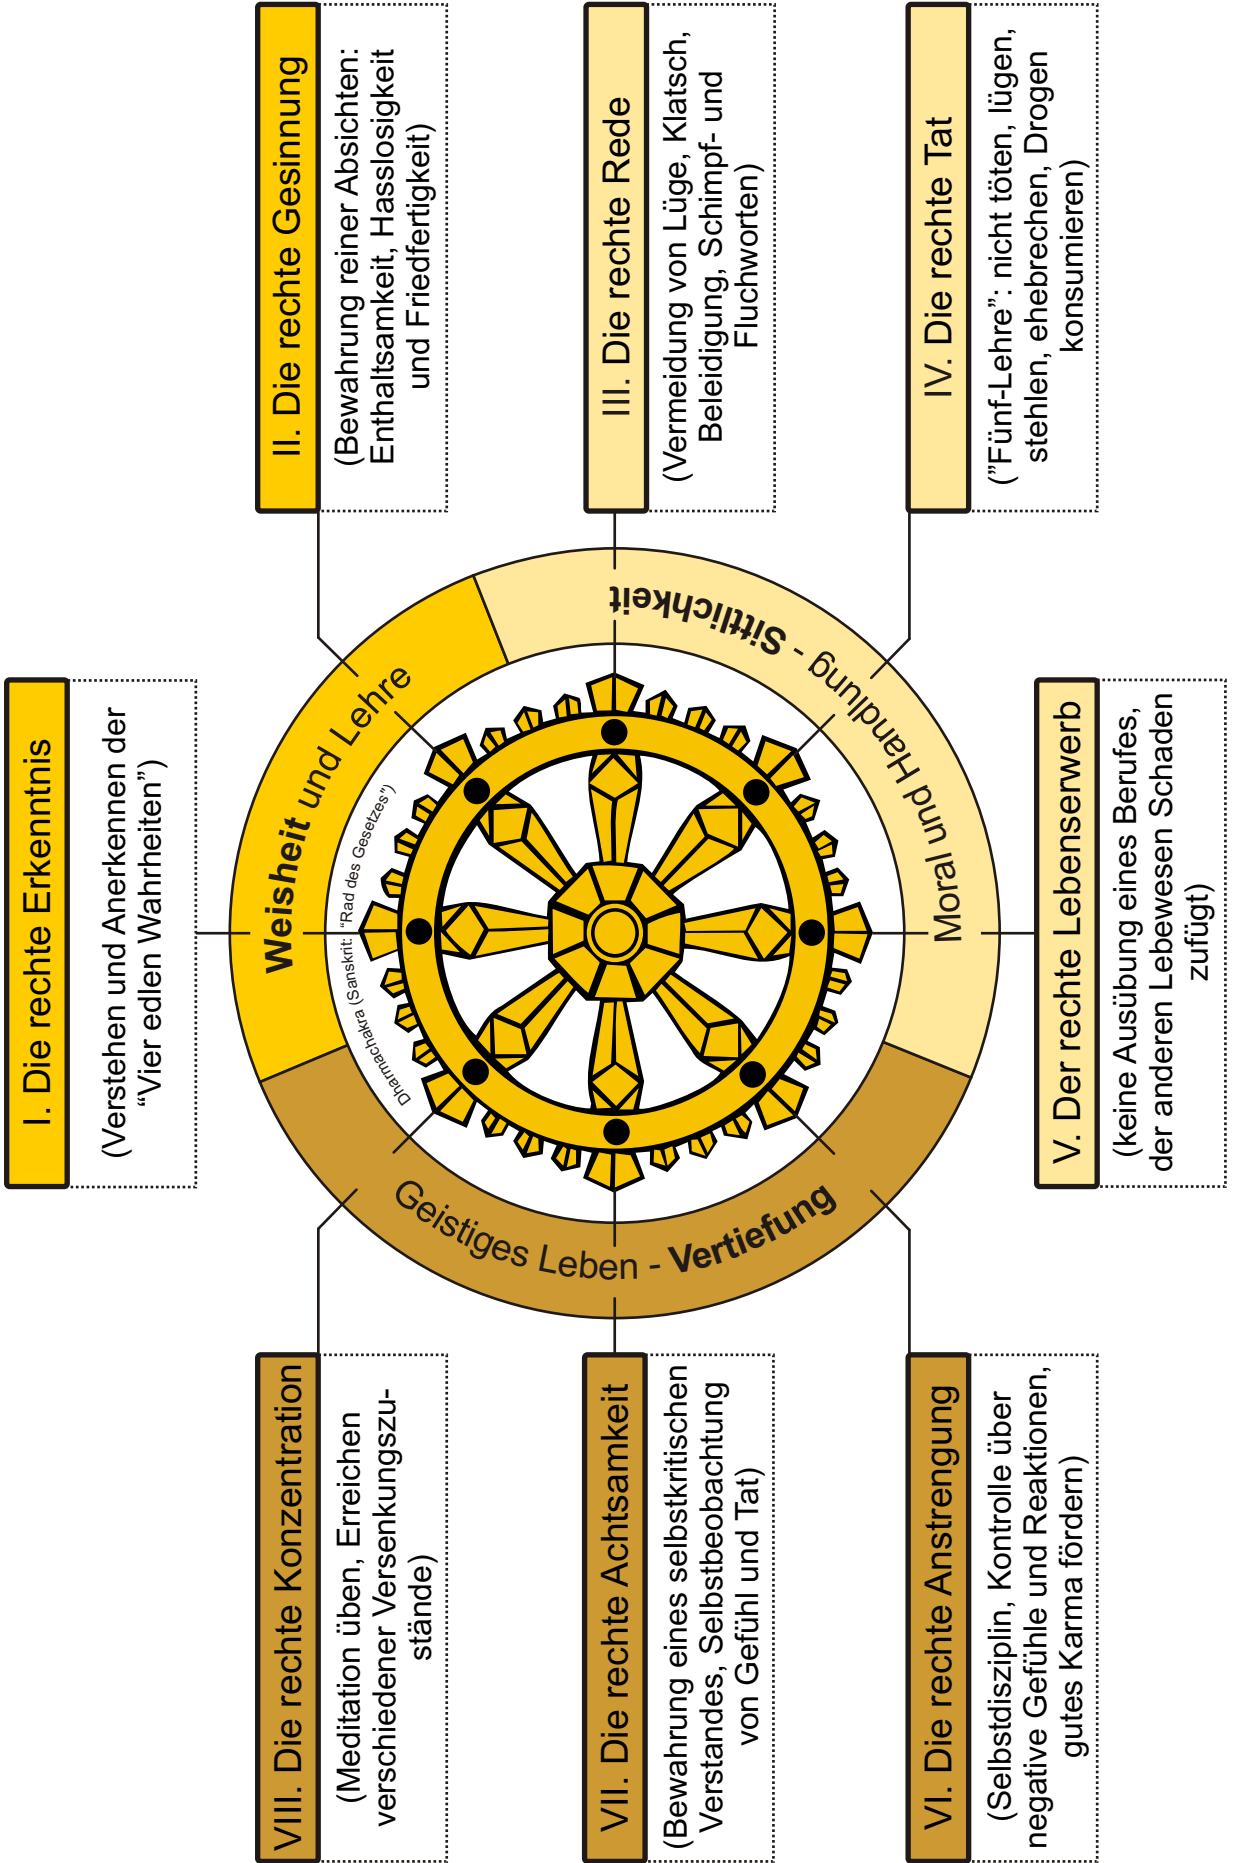 I. Die rechte Erkenntnis
(Verstehen und Anerkennen der
“Vier edlen Wahrheiten”)
II. Die rechte Gesinnung
(Bewahrung reiner Absichten:
Enthaltsamkeit, Hasslosigkeit
und Friedfertigkeit)
III. Die rechte Rede
(Vermeidung von Lüge, Klatsch,
Beleidigung, Schimpf- und
Fluchworten)
IV. Die rechte Tat
(”Fünf-Lehre”: nicht töten, lügen,
stehlen, ehebrechen, Drogen
konsumieren)
V. Der rechte Lebenserwerb
(keine Ausübung eines Berufes,
der anderen Lebewesen Schaden
zufügt)
VI. Die rechte Anstrengung
(Selbstdisziplin, Kontrolle über
negative Gefühle und Reaktionen,
gutes Karma fördern)
VII. Die rechte Achtsamkeit
(Bewahrung eines selbstkritischen
Verstandes, Selbstbeobachtung
von Gefühl und Tat)
VIII. Die rechte Konzentration
(Meditation üben, Erreichen
verschiedener Versenkungszu-
stände)
Weisheit und Lehre
Moral und Handlung - Sittlichkeit
Geistiges Leben - Vertiefung
Dharmachakra (Sanskrit: “Rad des Gesetzes”)